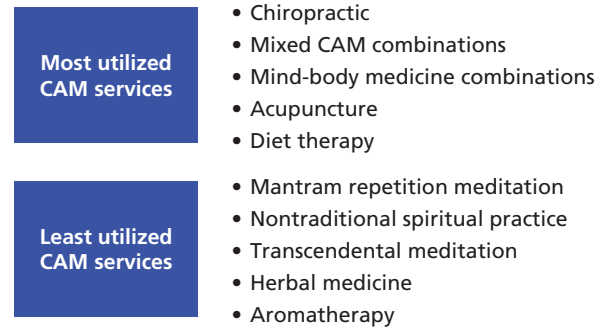 Most utilized
CAM services
• Chiropractic
• Mixed CAM combinations
• Mind-body medicine combinations
• Acupuncture
• Diet therapy
Least utilized
CAM services
• Mantram repetition meditation
• Nontraditional spiritual practice
• Transcendental meditation
• Herbal medicine
• Aromatherapy